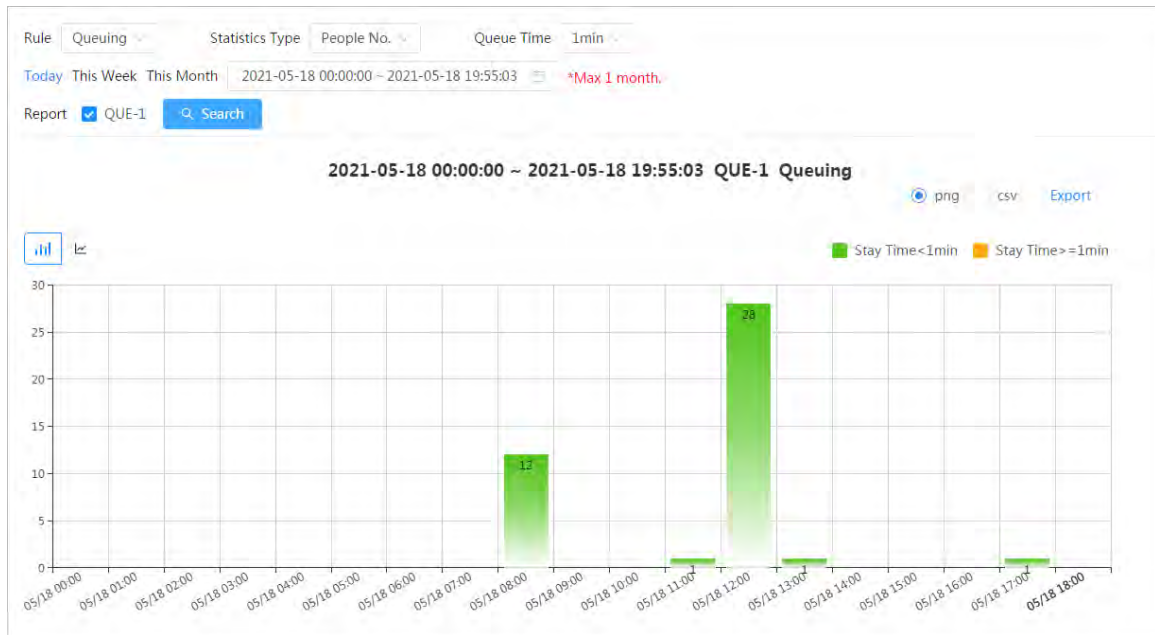 Rule Queuing Statistics Type People No. Queue Time 1min
Today This Week This Month 2021-05-18 00:00:00 ~ 2021-05-18 19:55:03 *Max 1 month.
Report QUE-1 Search
2021-05-18 00:00:00 ~ 2021-05-18 19:55:03 QUE-1 Queuing
png csv Export
Stay Time<1min Stay Time>=1min
30
28
25
20
15
12
10
5
0
1 1 1
05/18 00:00 05/18 01:00 05/18 02:00 05/18 03:00 05/18 04:00 05/18 05:00 05/18 06:00 05/18 07:00 05/18 08:00 05/18 09:00 05/18 10:00 05/18 11:00 05/18 12:00 05/18 13:00 05/18 14:00 05/18 15:00 05/18 16:00 05/18 17:00 05/18 18:00